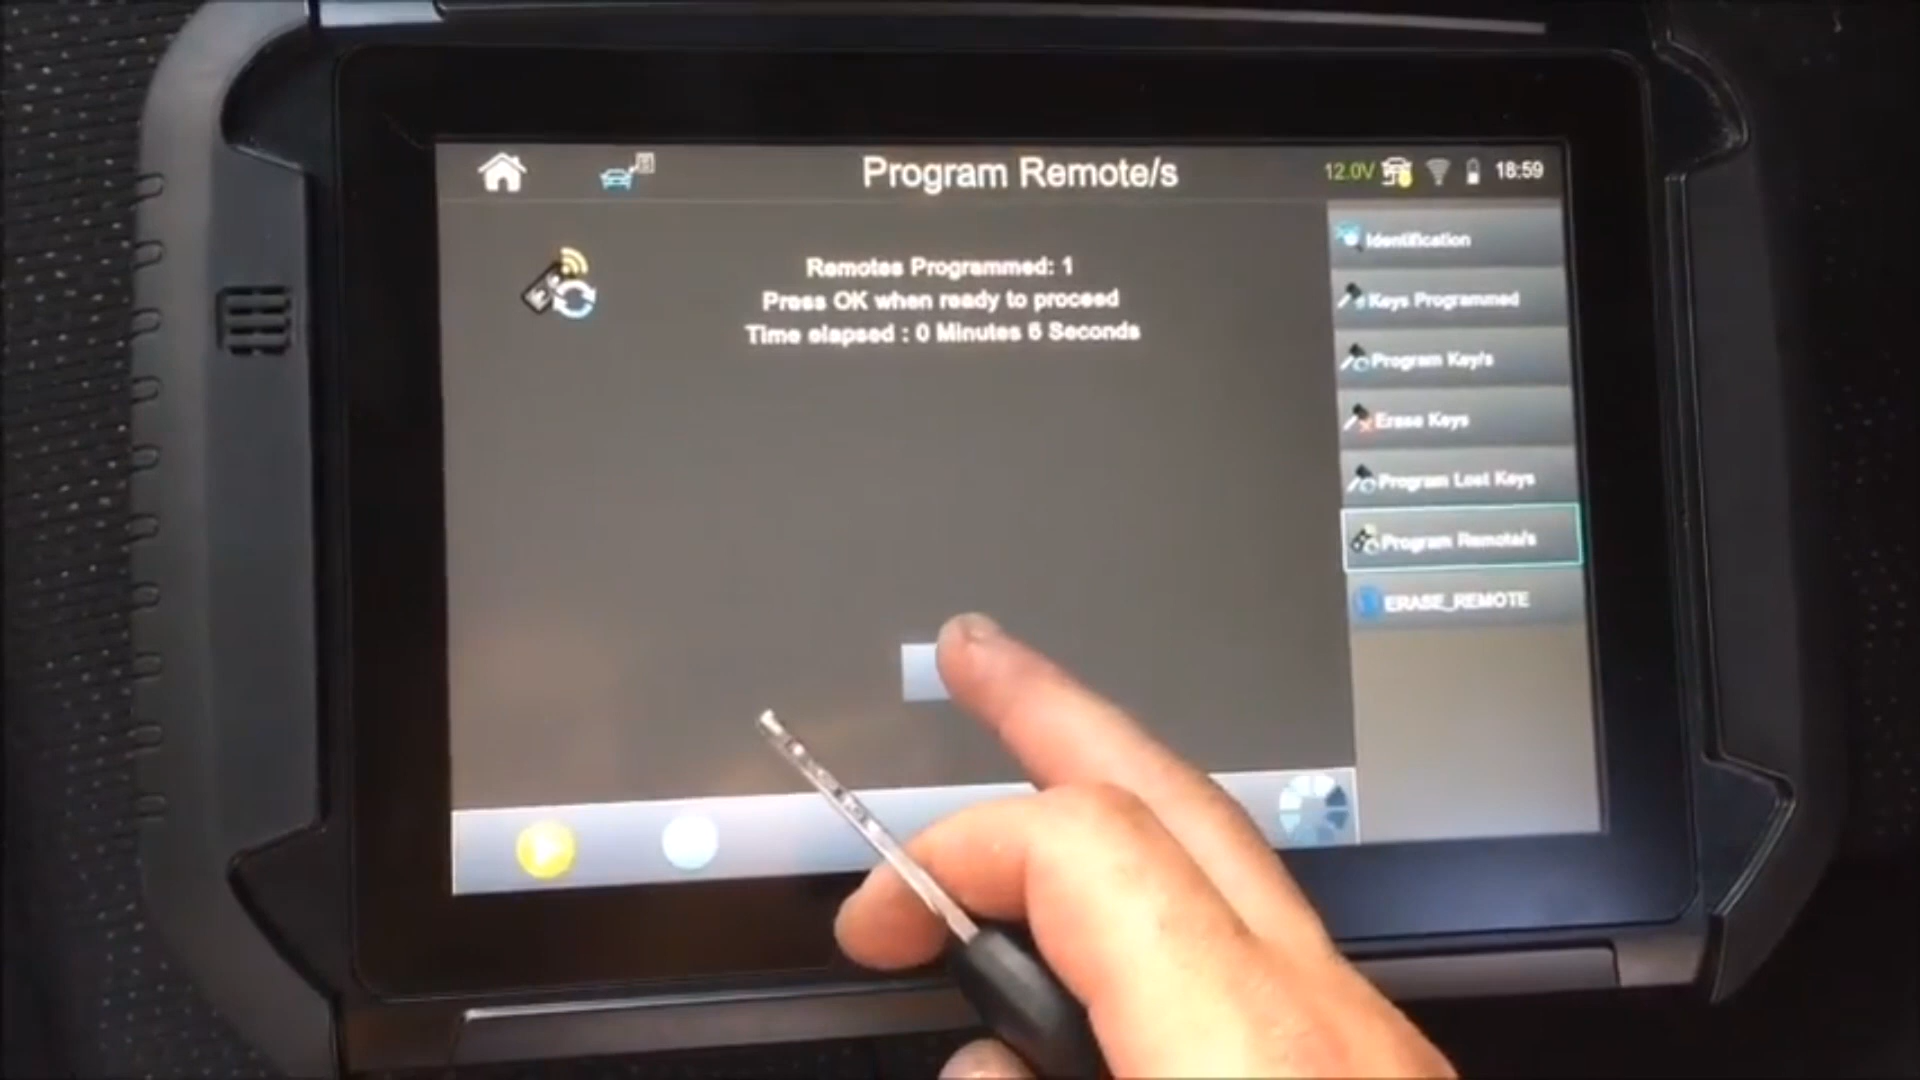 Program Remote/s
12.0V 18:59
Remotes Programmed: 1
Press OK when ready to proceed
Time elapsed : 0 Minutes 6 Seconds
Identification
Keys Programmed
Program Key/s
Erase Keys
Program Lost Keys
Program Remote/s
ERASE_REMOTE